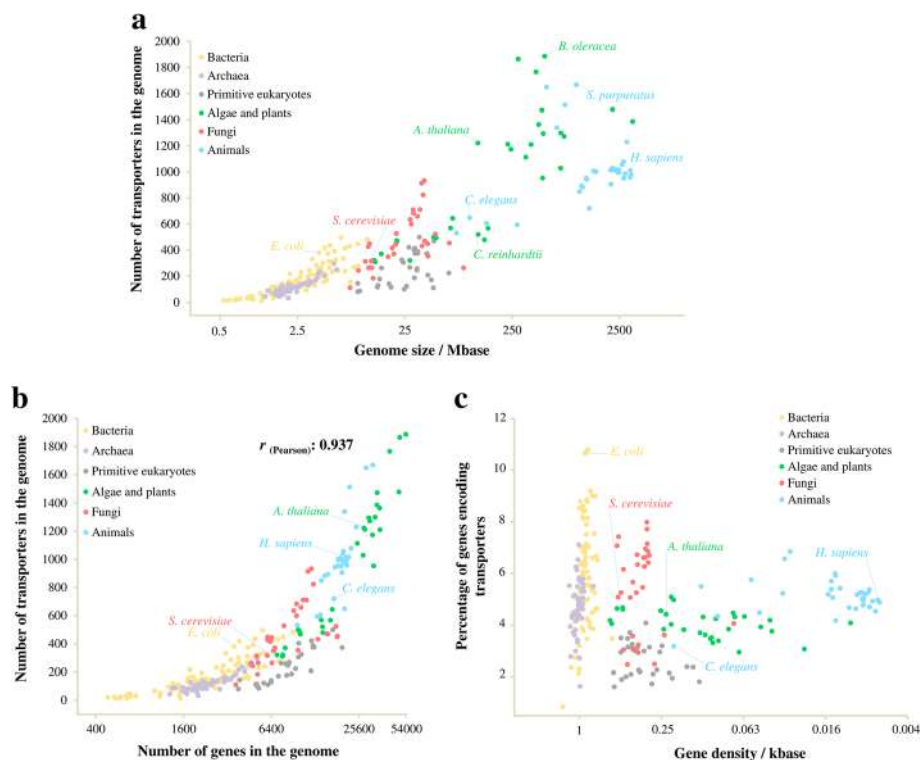 a
Number of transporters in the genome
2000
1800
1600
1400
1200
1000
800
600
400
200
0
Bacteria
Archaea
Primitive eukaryotes
Algae and plants
Fungi
Animals
B. oleracea
S. purpuratus
A. thaliana
H. sapiens
C. elegans
S. cerevisiae
E. coli
C. reinhardtii
0.5 2.5 25 250 2500
Genome size / Mbase
b
Number of transporters in the genome
2000
1800
1600
1400
1200
1000
800
600
400
200
0
Bacteria
Archaea
Primitive eukaryotes
Algae and plants
Fungi
Animals
r (Pearson): 0.937
A. thaliana
H. sapiens
C. elegans
S. cerevisiae
E. coli
400 1600 6400 25600 54000
Number of genes in the genome
c
Percentage of genes encoding
transporters
12
10
8
6
4
2
Bacteria
Archaea
Primitive eukaryotes
Algae and plants
Fungi
Animals
E. coli
S. cerevisiae
A. thaliana
H. sapiens
C. elegans
1 0.25 0.063 0.016 0.004
Gene density / kbase